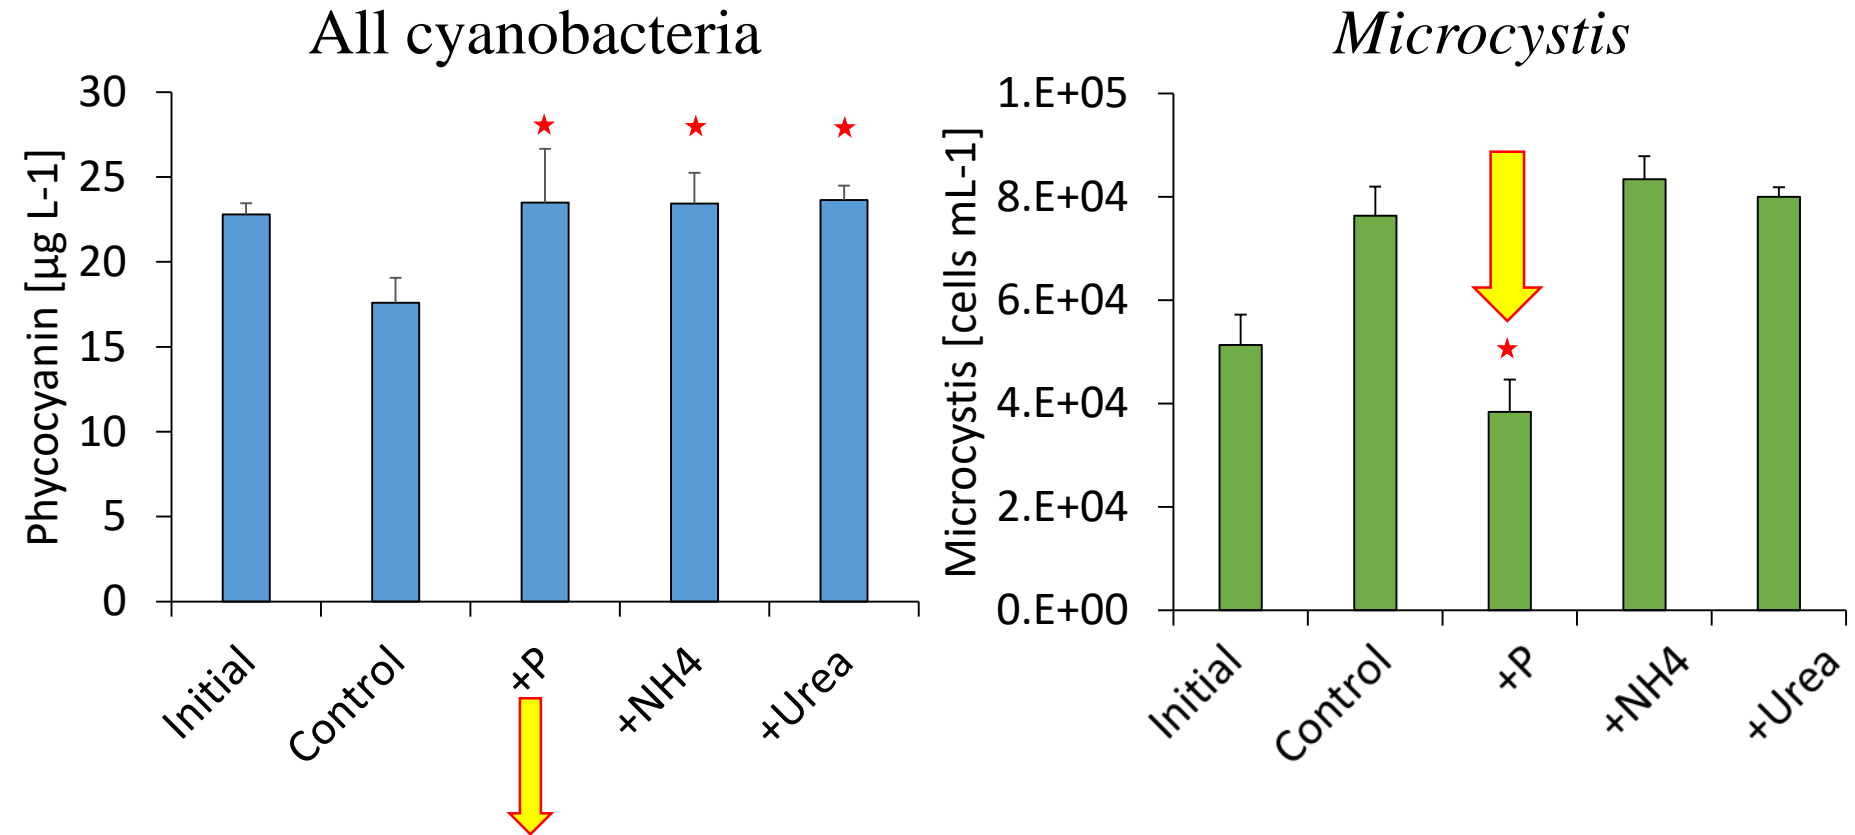 All cyanobacteria
Phycocyanin [µg L-1]
30
25
20
15
10
5
0
Initial
Control
+P
+NH4
+Urea
Microcystis
Microcystis [cells mL-1]
1.E+05
8.E+04
6.E+04
4.E+04
2.E+04
0.E+00
Initial
Control
+P
+NH4
+Urea